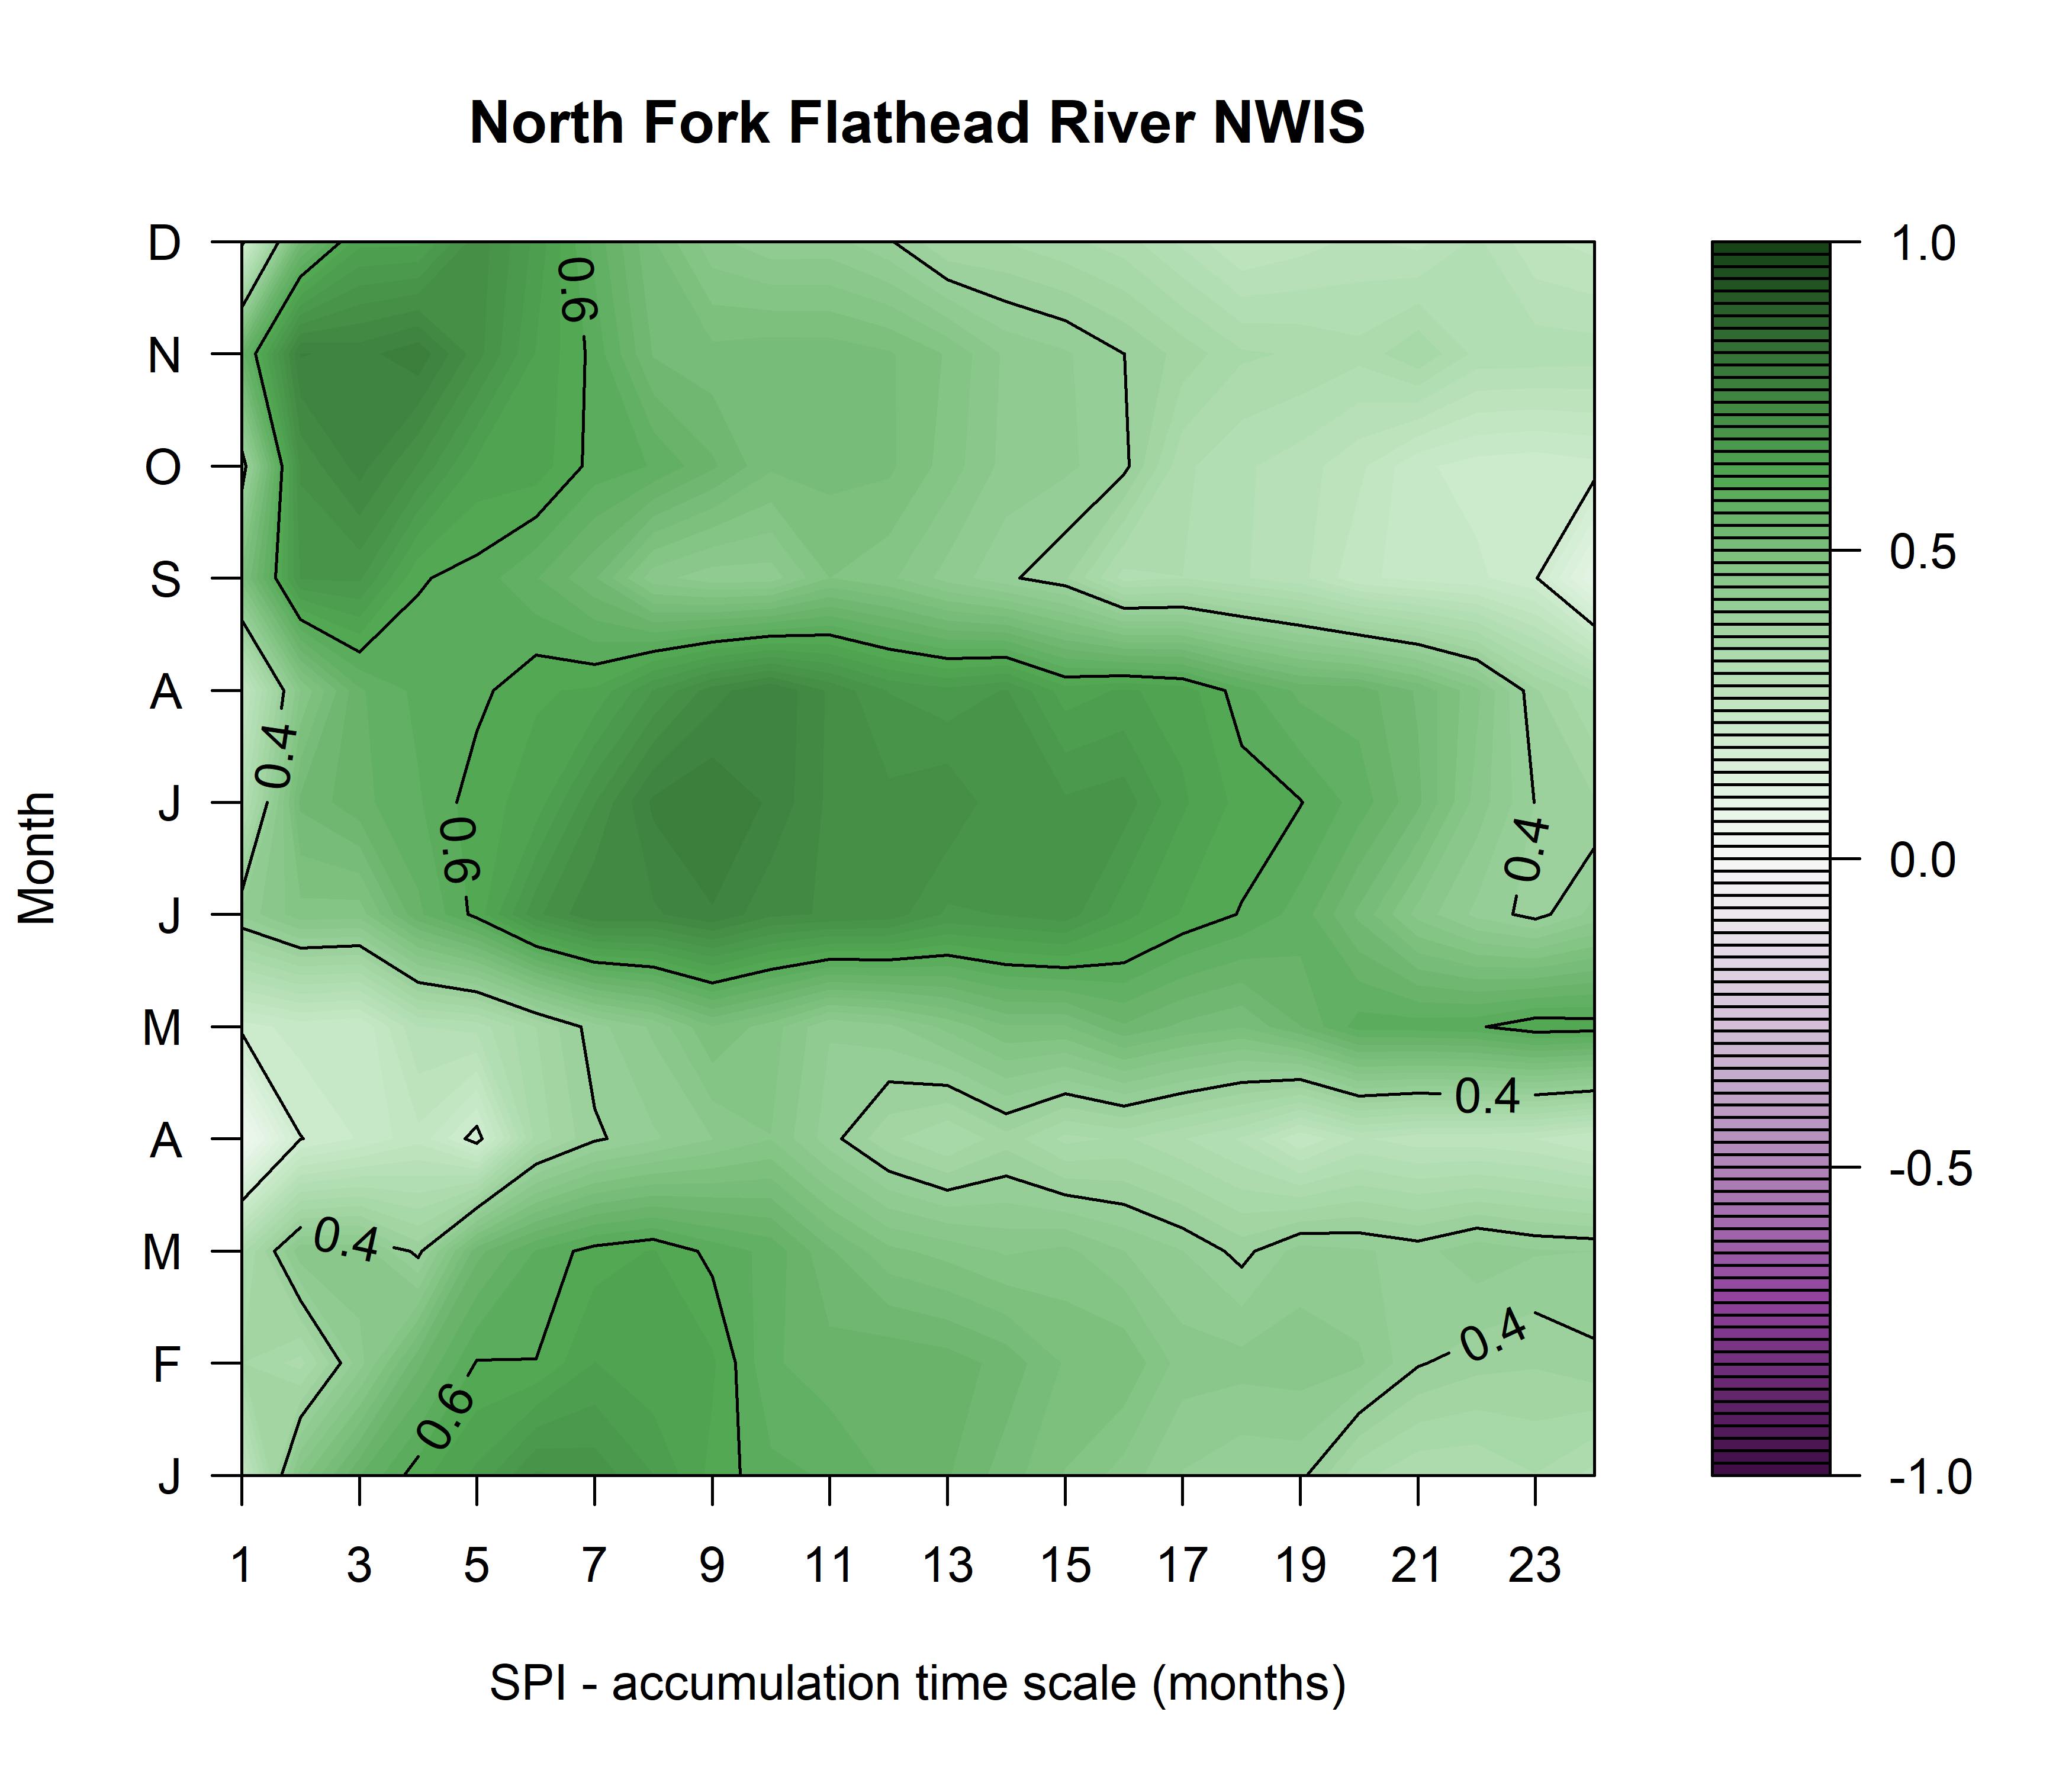 North Fork Flathead River NWIS
D
N
O
S
A
J
J
M
A
M
F
J
Month
0.6
0.4
0.6
0.4
0.4
0.4
0.4
0.6
1 3 5 7 9 11 13 15 17 19 21 23
SPI - accumulation time scale (months)
1.0
0.5
0.0
-0.5
-1.0